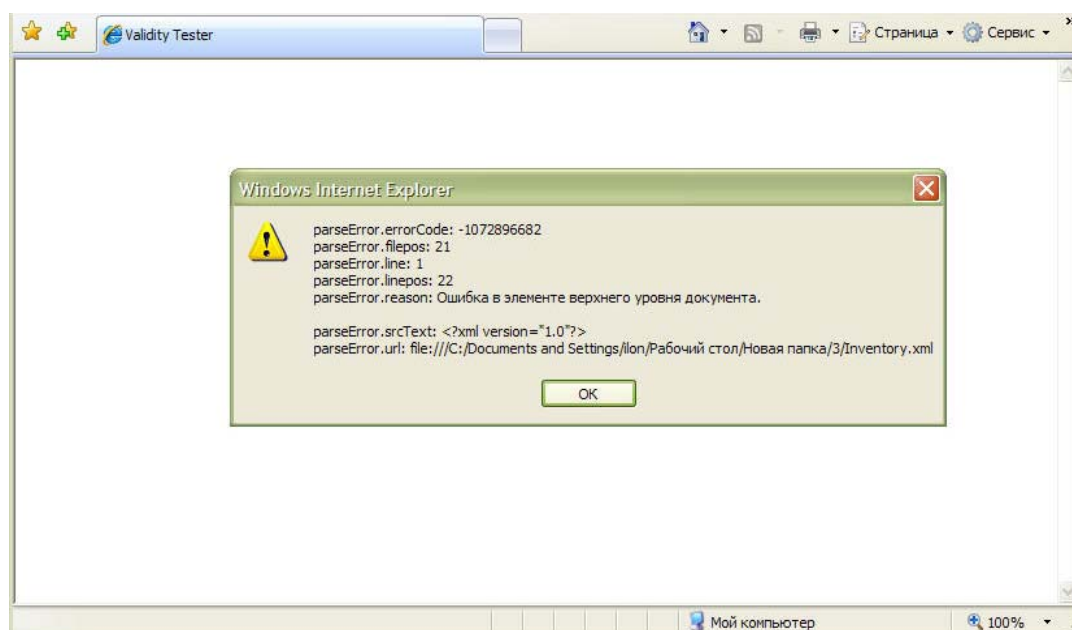 Validity Tester
Страница
Сервис
Windows Internet Explorer
parseError.errorCode: -1072896682
parseError.filepos: 21
parseError.line: 1
parseError.linepos: 22
parseError.reason: Ошибка в элементе верхнего уровня документа.
parseError.srcText: <?xml version="1.0"?>
parseError.url: file:///C:/Documents and Settings/ilon/Рабочий стол/Новая папка/3/Inventory.xml
OK
Мой компьютер
100%